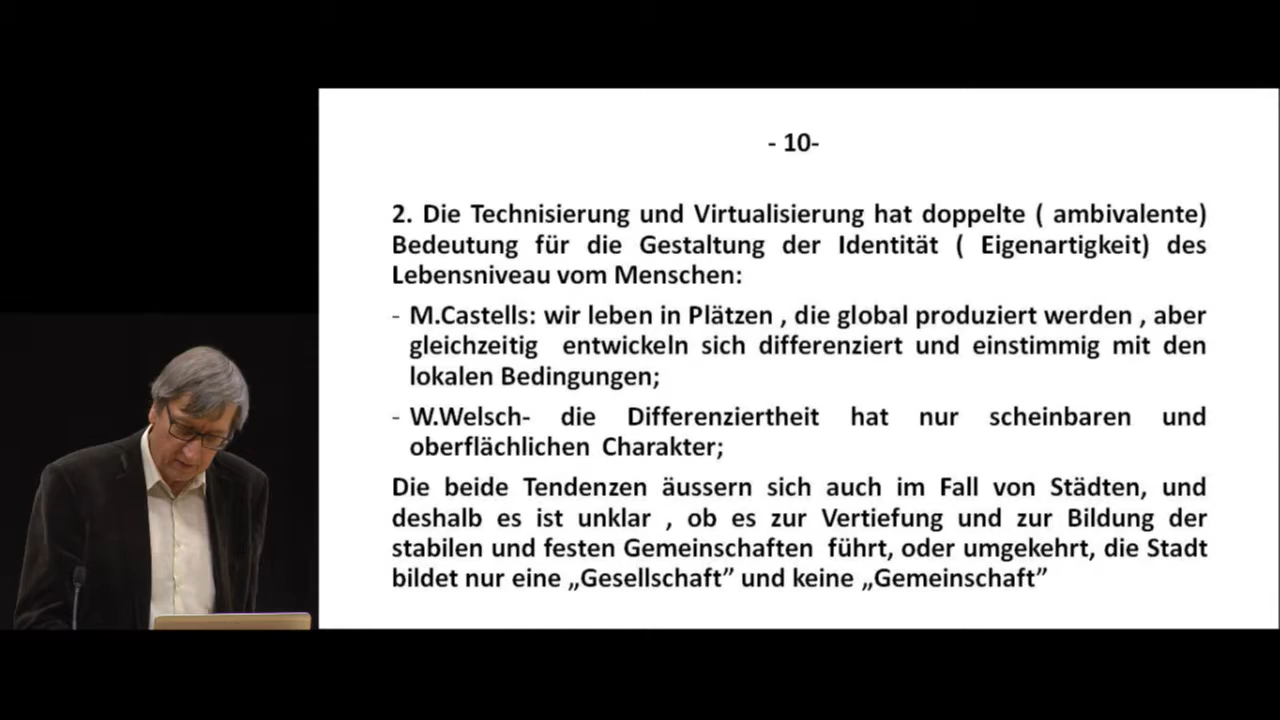 - 10-
2. Die Technisierung und Virtualisierung hat doppelte ( ambivalente)
Bedeutung für die Gestaltung der Identität ( Eigenartigkeit) des
Lebensniveau vom Menschen:
- M.Castells: wir leben in Plätzen , die global produziert werden , aber
gleichzeitig entwickeln sich differenziert und einstimmig mit den
lokalen Bedingungen;
- W.Welsch- die Differenziertheit hat nur scheinbaren und
oberflächlichen Charakter;
Die beide Tendenzen äussern sich auch im Fall von Städten, und
deshalb es ist unklar , ob es zur Vertiefung und zur Bildung der
stabilen und festen Gemeinschaften führt, oder umgekehrt, die Stadt
bildet nur eine „Gesellschaft” und keine „Gemeinschaft”